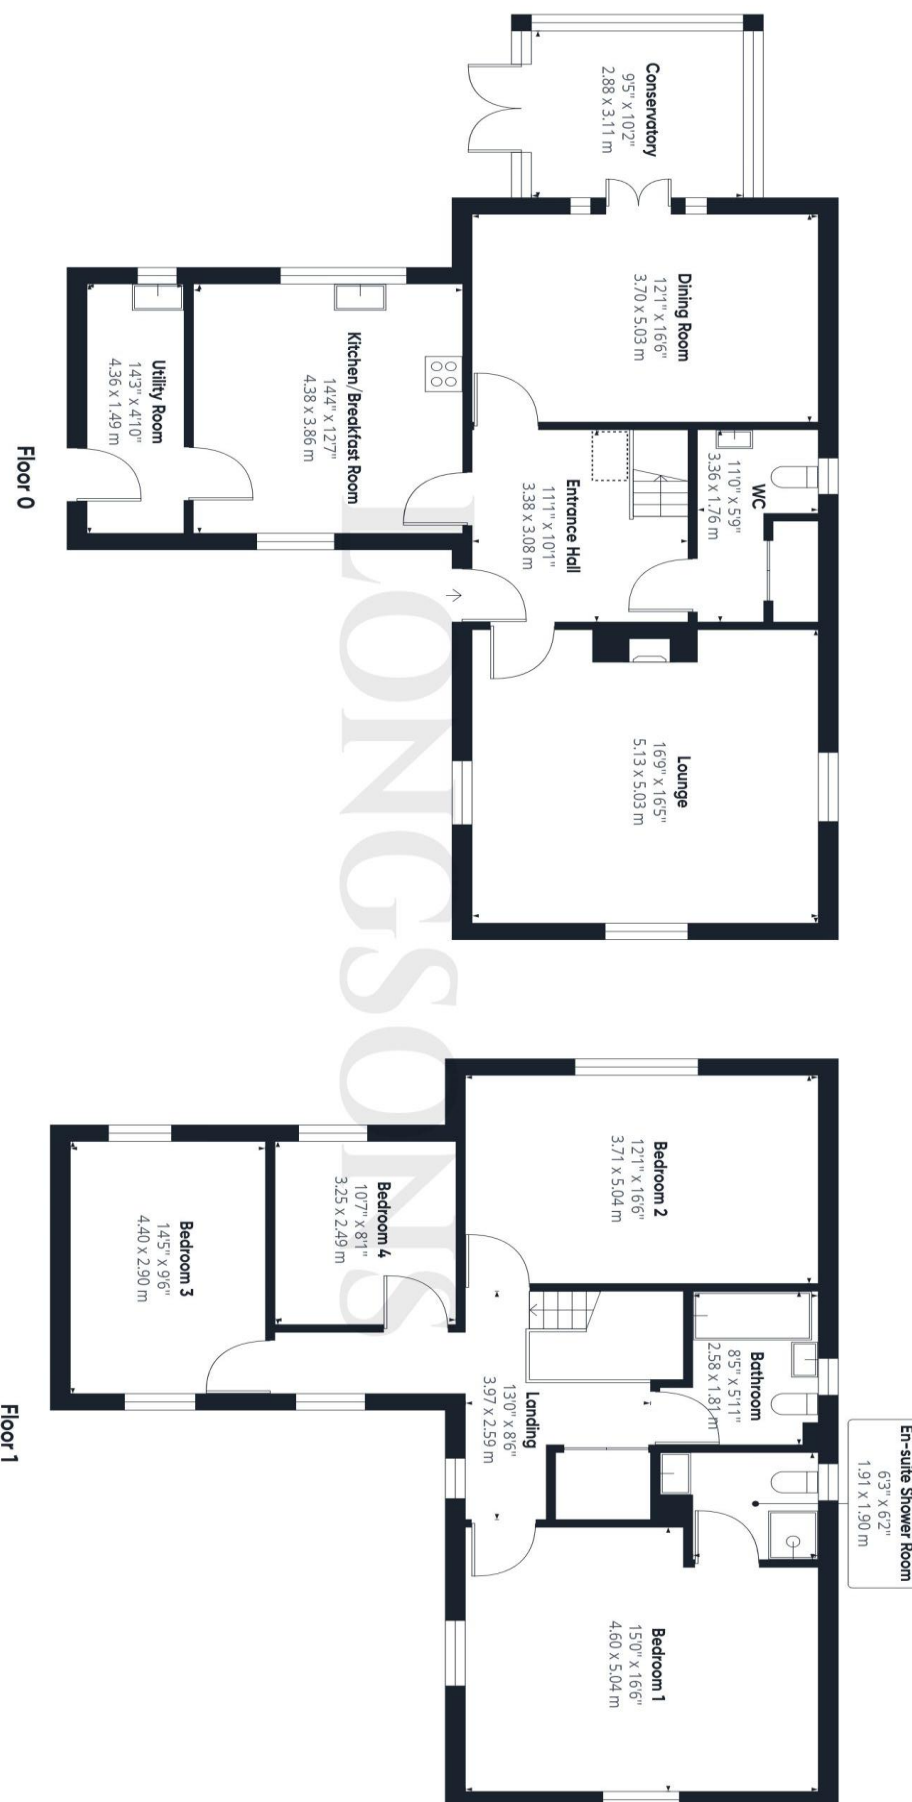 Conservatory
9'5" x 10'2"
2.88 x 3.11 m
Dining Room
12'1" x 16'6"
3.70 x 5.03 m
Kitchen/Breakfast Room
14'4" x 12'7"
4.38 x 3.86 m
Utility Room
14'3" x 4'10"
4.36 x 1.49 m
WC
11'0" x 5'9"
3.36 x 1.76 m
Entrance Hall
11'1" x 10'1"
3.38 x 3.08 m
Lounge
16'9" x 16'5"
5.13 x 5.03 m
Floor 0
LONGSONS
Bedroom 2
12'1" x 16'6"
3.71 x 5.04 m
Bedroom 4
10'7" x 8'1"
3.25 x 2.49 m
Bedroom 3
14'5" x 9'6"
4.40 x 2.90 m
Bathroom
8'5" x 5'11"
2.58 x 1.81 m
Landing
13'0" x 8'6"
3.97 x 2.59 m
En-suite Shower Room
6'3" x 6'2"
1.91 x 1.90 m
Bedroom 1
15'0" x 16'6"
4.60 x 5.04 m
Floor 1